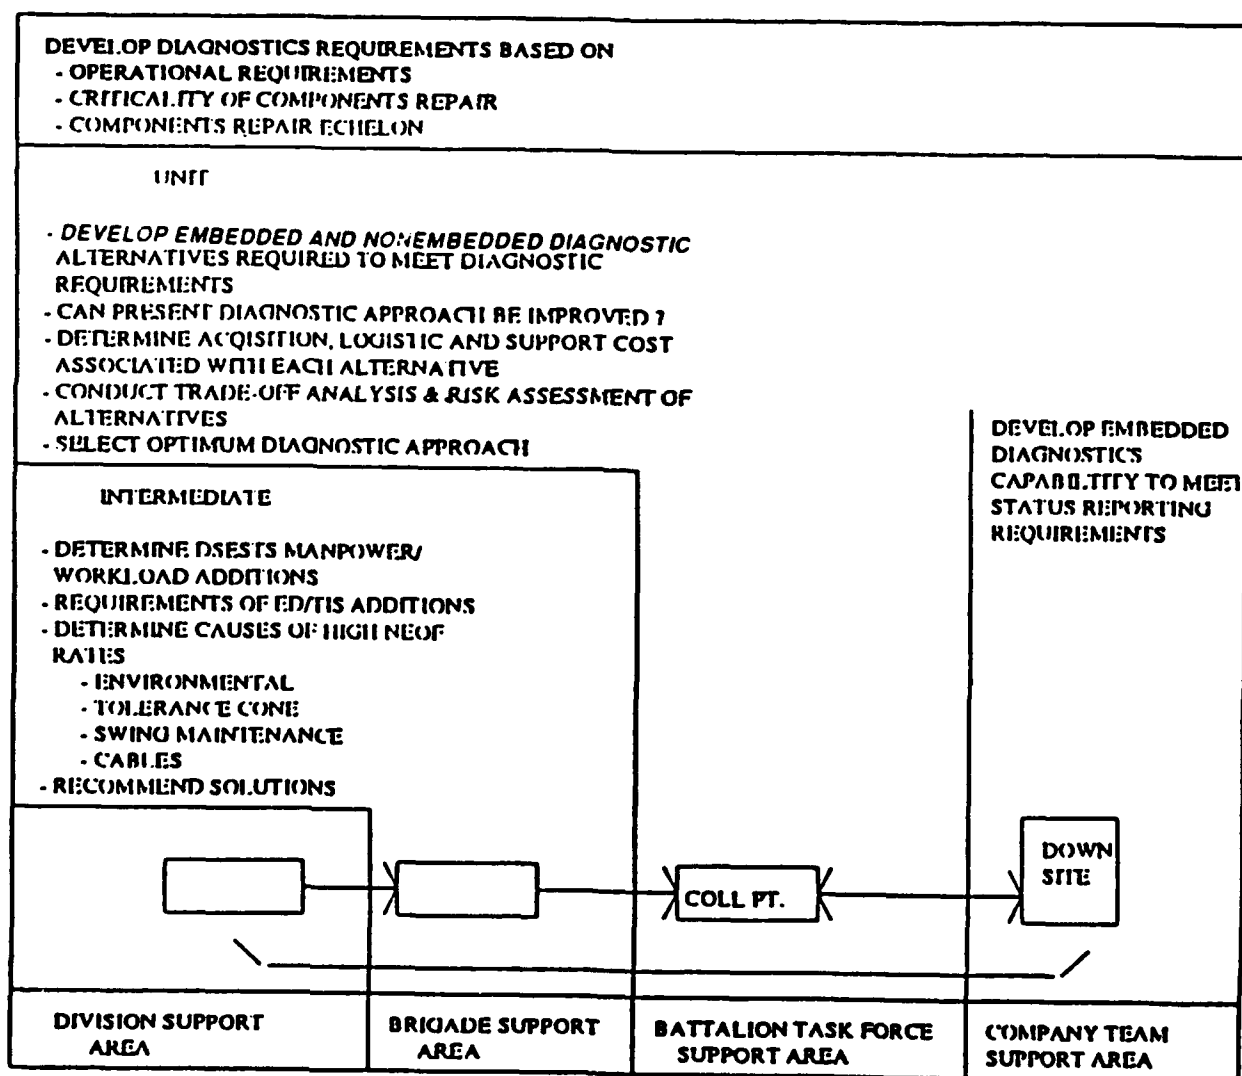 DEVELOP DIAGNOSTICS REQUIREMENTS BASED ON
- OPERATIONAL REQUIREMENTS
- CRITICALITY OF COMPONENTS REPAIR
- COMPONENTS REPAIR ECHELON
UNIT
- DEVELOP EMBEDDED AND NONEMBEDDED DIAGNOSTIC
ALTERNATIVES REQUIRED TO MEET DIAGNOSTIC
REQUIREMENTS
- CAN PRESENT DIAGNOSTIC APPROACH BE IMPROVED ?
- DETERMINE ACQISITION, LOGISTIC AND SUPPORT COST
ASSOCIATED WITH EACH ALTERNATIVE
- CONDUCT TRADE-OFF ANALYSIS & RISK ASSESSMENT OF
ALTERNATIVES
- SELECT OPTIMUM DIAGNOSTIC APPROACH
DEVELOP EMBEDDED
DIAGNOSTICS
CAPABILITY TO MEET
STATUS REPORTING
REQUIREMENTS
INTERMEDIATE
- DETERMINE DSESTS MANPOWER/
WORKLOAD ADDITIONS
- REQUIREMENTS OF ED/TIS ADDITIONS
- DETERMINE CAUSES OF HIGH NEOF
RATES
- ENVIRONMENTAL
- TOLERANCE CONE
- SWING MAINTENANCE
- CABLES
- RECOMMEND SOLUTIONS
COLL PT.
DOWN
SITE
DIVISION SUPPORT
AREA
BRIGADE SUPPORT
AREA
BATTALION TASK FORCE
SUPPORT AREA
COMPANY TEAM
SUPPORT AREA